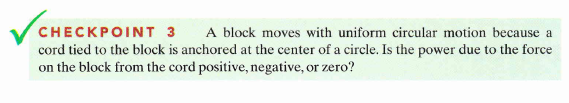 CHECKPOINT 3 A block moves with uniform circular motion because a
cord tied to the block is anchored at the center of a circle. Is the power due to the force
on the block from the cord positive, negative, or zero?